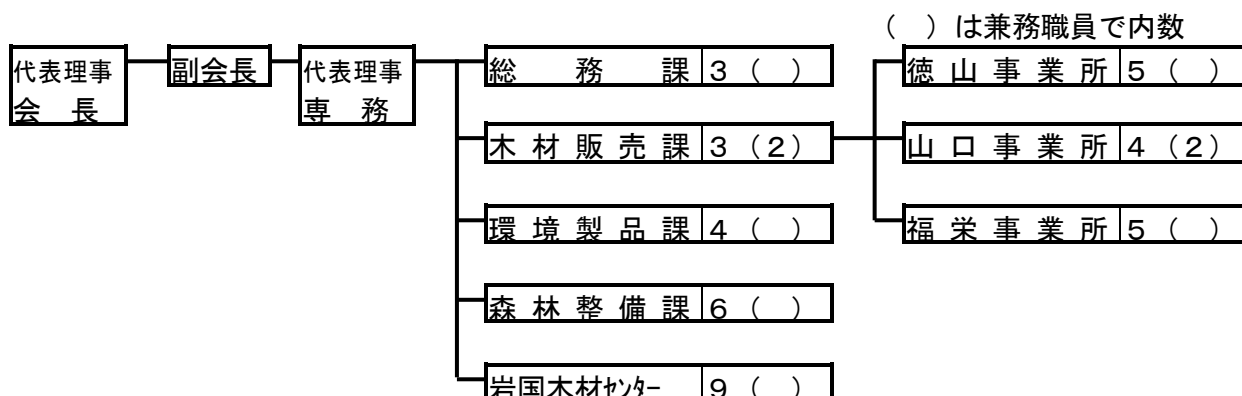 （　）は兼務職員で内数
代表理事
会　長
副会長
代表理事
専　務
総　務　課 3（　）
木材販売課 3（2）
環境製品課 4（　）
森林整備課 6（　）
岩国木材ｾﾝﾀｰ 9（　）
徳山事業所 5（　）
山口事業所 4（2）
福栄事業所 5（　）